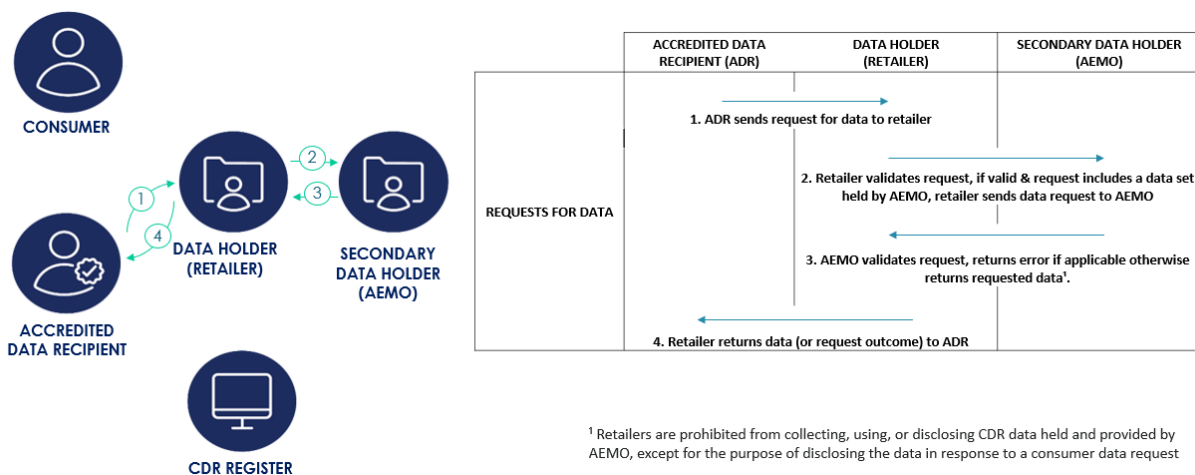 CONSUMER
1
2
3
4
DATA HOLDER
(RETAILER)
SECONDARY
DATA HOLDER
(AEMO)
ACCREDITED
DATA RECIPIENT
CDR REGISTER
ACCREDITED DATA
RECIPIENT (ADR)
DATA HOLDER
(RETAILER)
SECONDARY DATA HOLDER
(AEMO)
REQUESTS FOR DATA
1. ADR sends request for data to retailer
2. Retailer validates request, if valid & request includes a data set
held by AEMO, retailer sends data request to AEMO
3. AEMO validates request, returns error if applicable otherwise
returns requested data¹.
4. Retailer returns data (or request outcome) to ADR
¹ Retailers are prohibited from collecting, using, or disclosing CDR data held and provided by
AEMO, except for the purpose of disclosing the data in response to a consumer data request